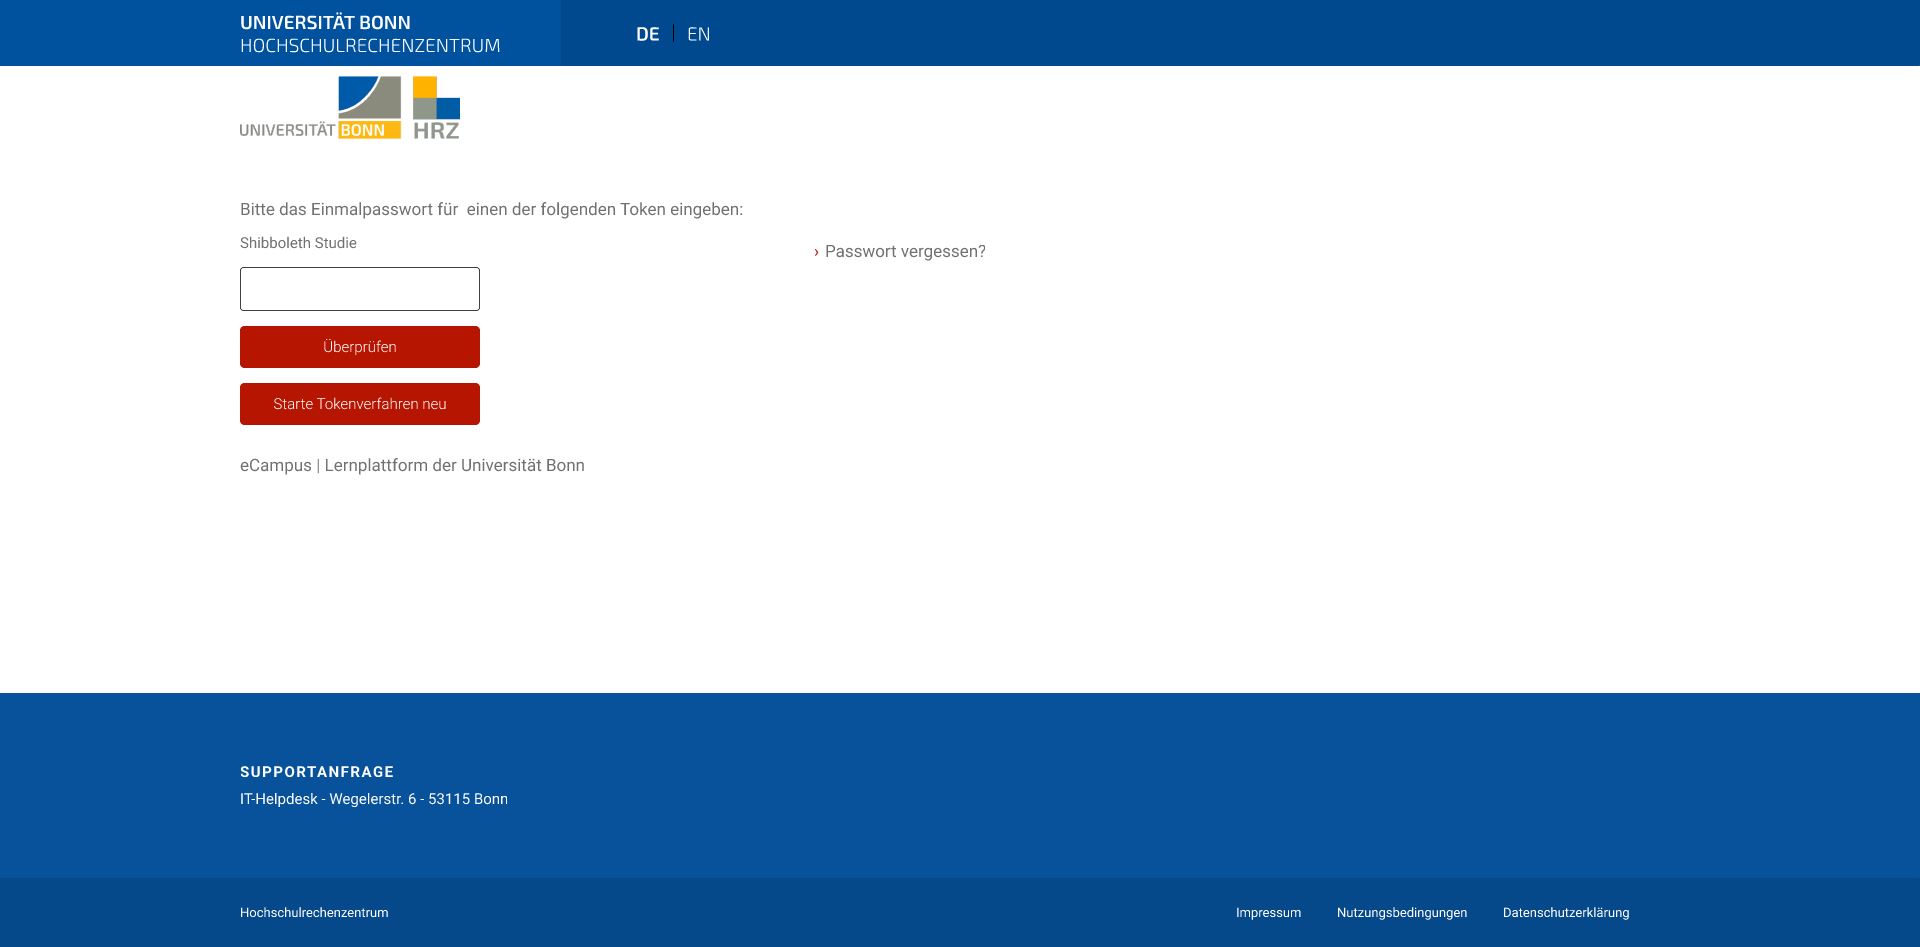 UNIVERSITÄT BONN
HOCHSCHULRECHENZENTRUM
DE | EN
UNIVERSITÄT BONN HRZ
Bitte das Einmalpasswort für einen der folgenden Token eingeben:
Shibboleth Studie
› Passwort vergessen?
Überprüfen
Starte Tokenverfahren neu
eCampus | Lernplattform der Universität Bonn
SUPPORTANFRAGE
IT-Helpdesk - Wegelerstr. 6 - 53115 Bonn
Hochschulrechenzentrum
Impressum Nutzungsbedingungen Datenschutzerklärung